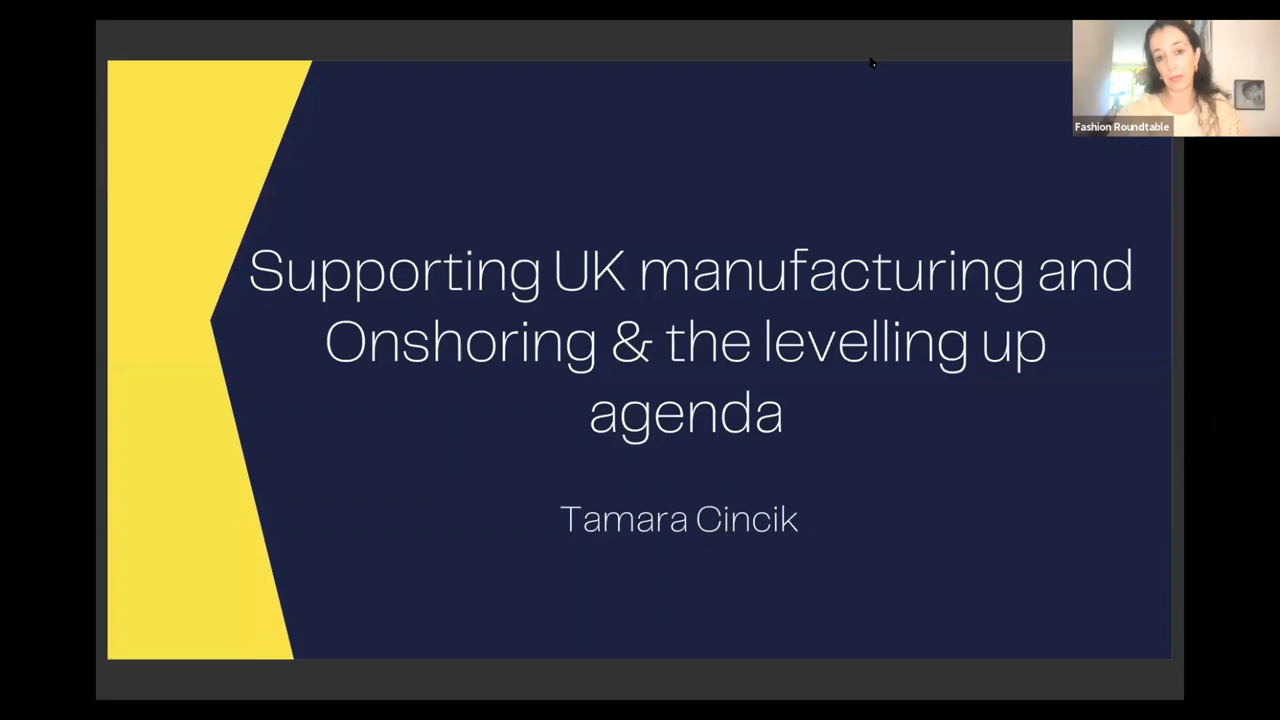 Fashion Roundtable
Supporting UK manufacturing and
Onshoring & the levelling up
agenda
Tamara Cincik